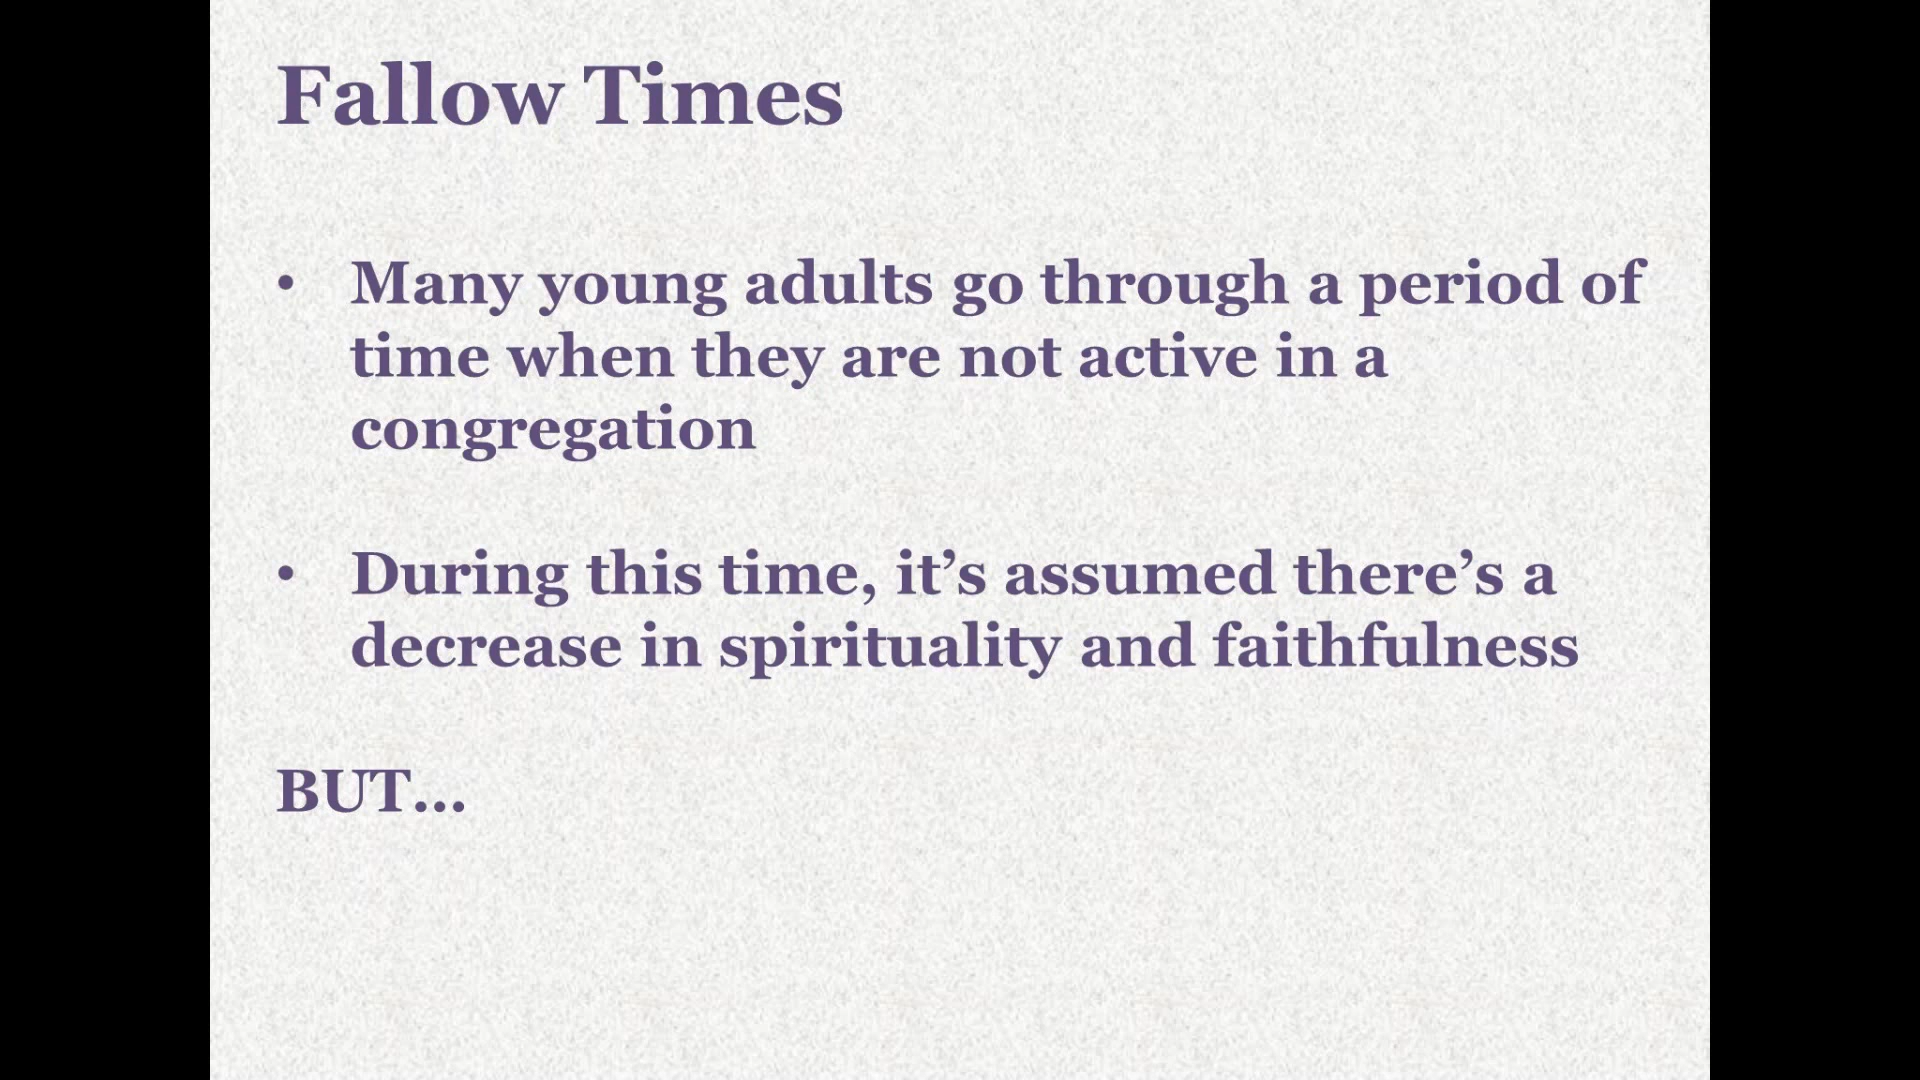 Fallow Times
• Many young adults go through a period of
time when they are not active in a
congregation
• During this time, it’s assumed there’s a
decrease in spirituality and faithfulness
BUT…